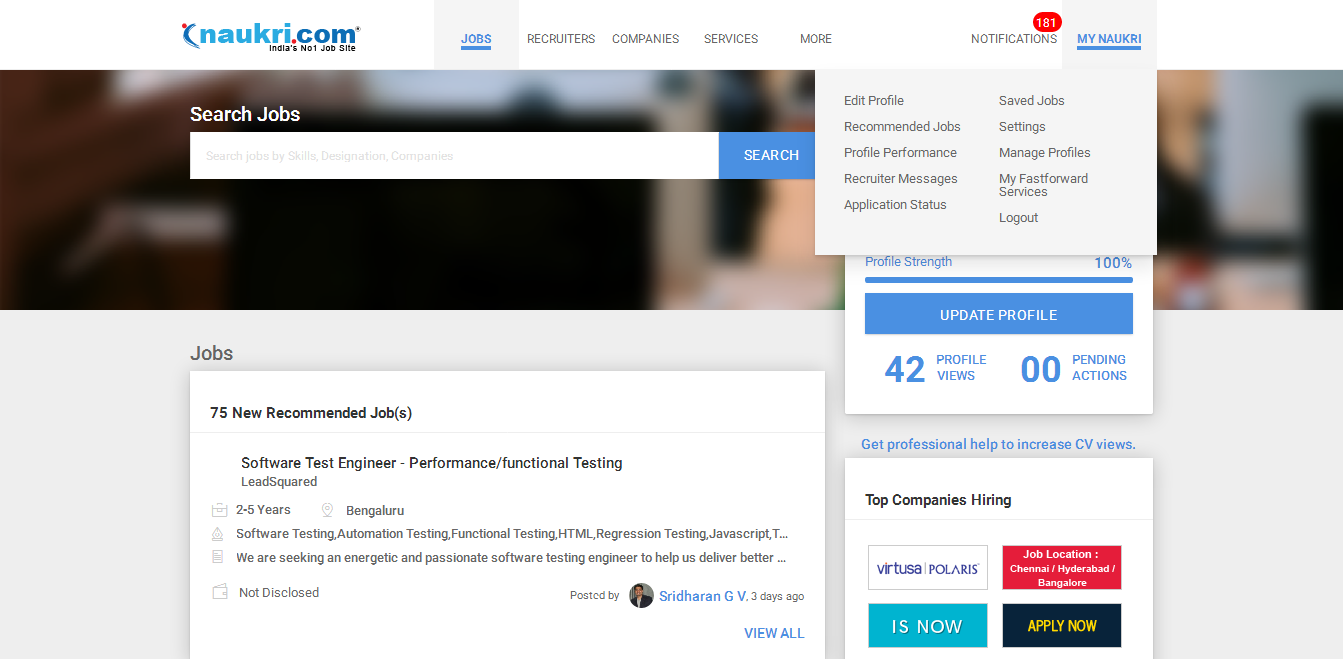 naukri.com
India's No1 Job Site
JOBS
RECRUITERS
COMPANIES
SERVICES
MORE
NOTIFICATIONS
181
MY NAUKRI
Edit Profile
Recommended Jobs
Profile Performance
Recruiter Messages
Application Status
Saved Jobs
Settings
Manage Profiles
My Fastforward
Services
Logout
Search Jobs
Search jobs by Skills, Designation, Companies
SEARCH
Profile Strength
100%
UPDATE PROFILE
42 PROFILE
VIEWS
00 PENDING
ACTIONS
Jobs
75 New Recommended Job(s)
Software Test Engineer - Performance/functional Testing
LeadSquared
2-5 Years
Bengaluru
Software Testing,Automation Testing,Functional Testing,HTML,Regression Testing,Javascript,T...
We are seeking an energetic and passionate software testing engineer to help us deliver better ...
Not Disclosed
Posted by Sridharan G V. 3 days ago
VIEW ALL
Get professional help to increase CV views.
Top Companies Hiring
virtusa POLARIS
Job Location :
Chennai / Hyderabad /
Bangalore
IS NOW
APPLY NOW